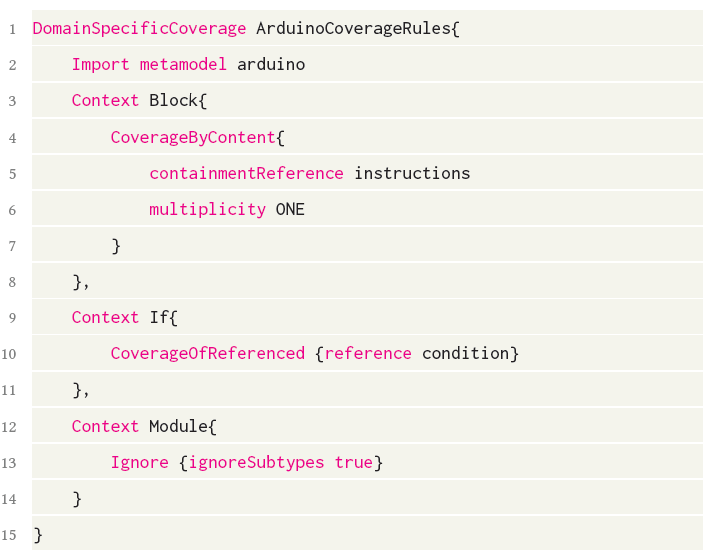 1 DomainSpecificCoverage ArduinoCoverageRules{
2 Import metamodel arduino
3 Context Block{
4 CoverageByContent{
5 containmentReference instructions
6 multiplicity ONE
7 }
8 },
9 Context If{
10 CoverageOfReferenced {reference condition}
11 },
12 Context Module{
13 Ignore {ignoreSubtypes true}
14 }
15 }